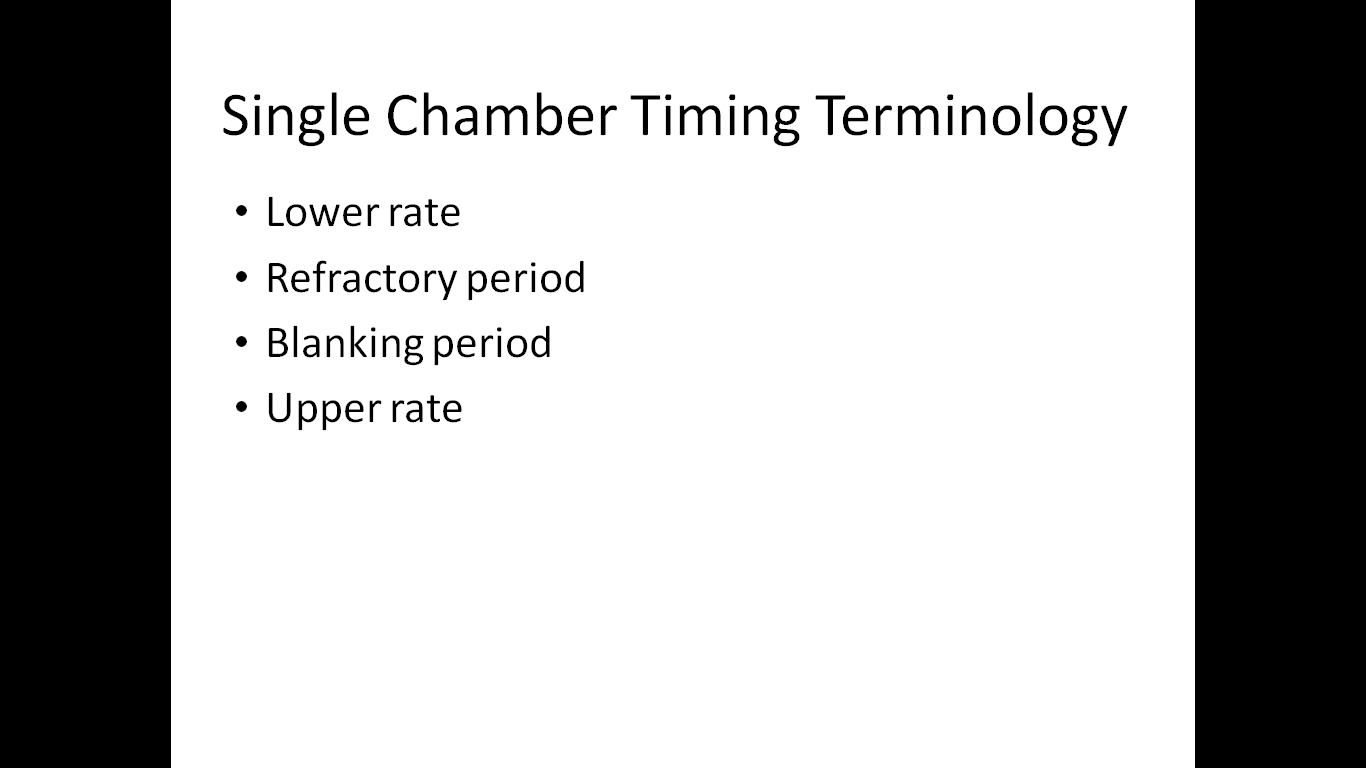 Single Chamber Timing Terminology
• Lower rate
• Refractory period
• Blanking period
• Upper rate